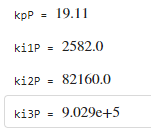 kpP = 19.11
ki1P = 2582.0
ki2P = 82160.0
ki3P = 9.029e+5